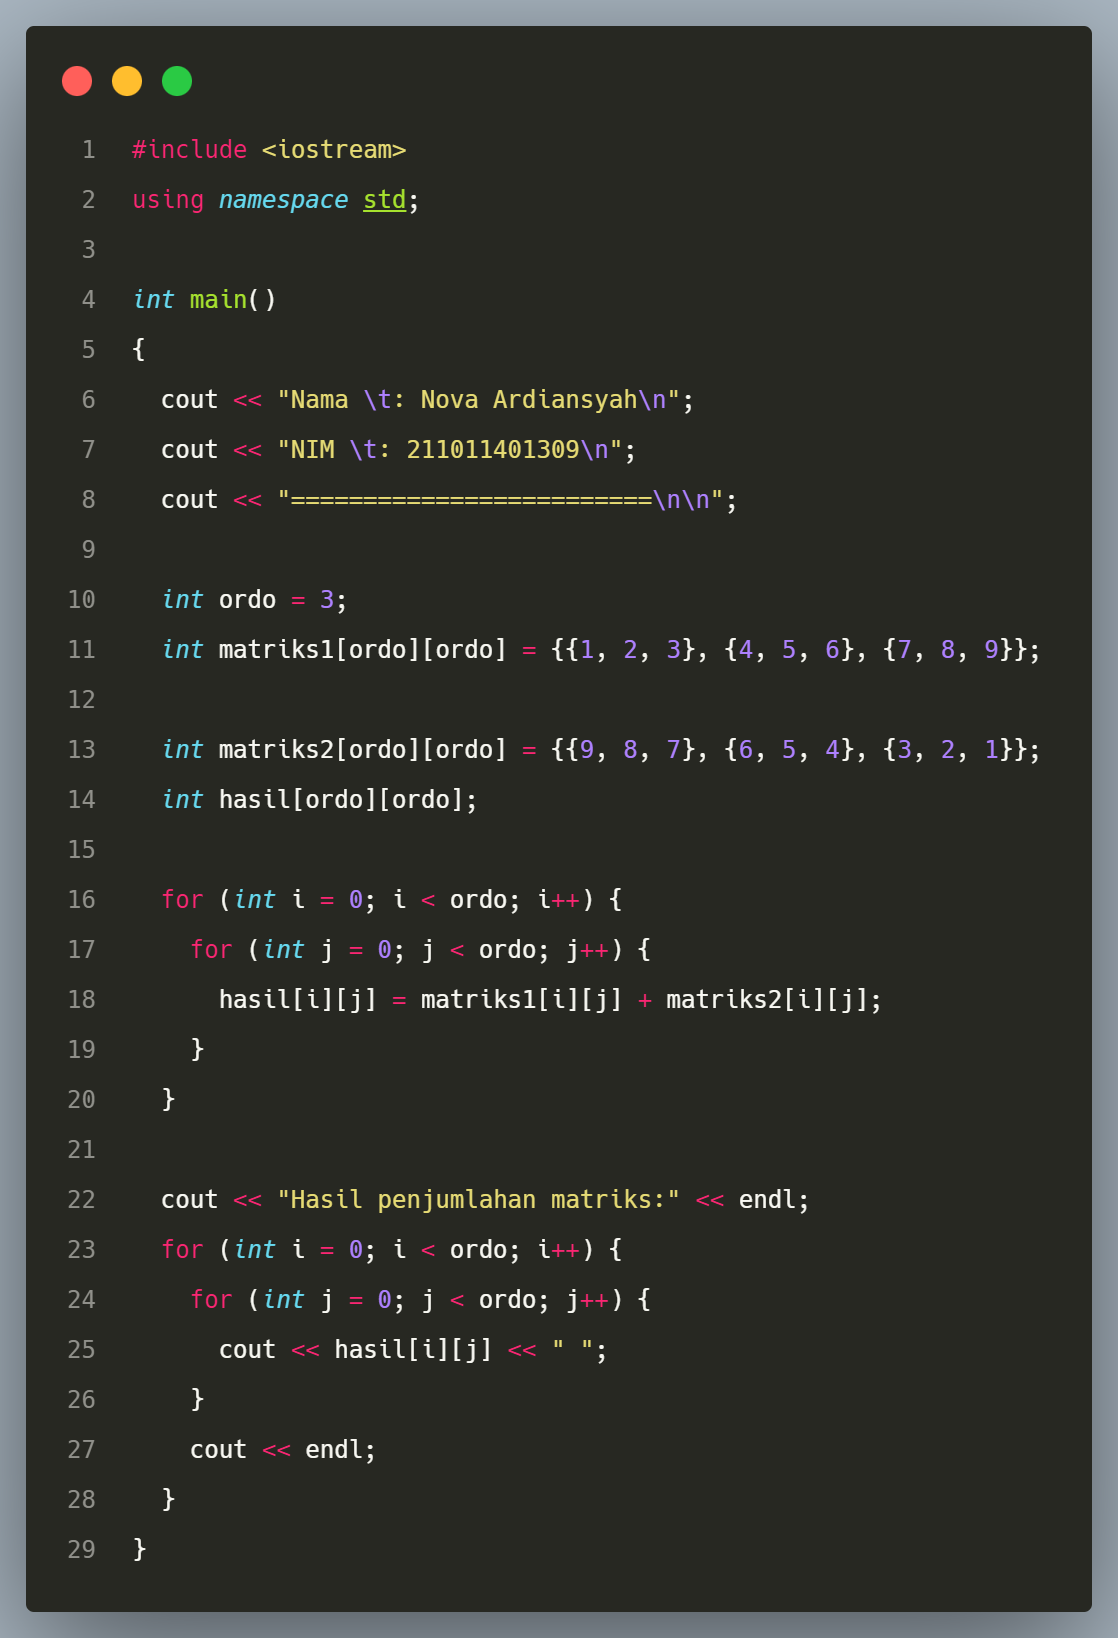 1 #include <iostream>
2 using namespace std;
3
4 int main()
5 {
6   cout << "Nama \t: Nova Ardiansyah\n";
7   cout << "NIM \t: 211011401309\n";
8   cout << "=========================\n\n";
9
10   int ordo = 3;
11   int matriks1[ordo][ordo] = {{1, 2, 3}, {4, 5, 6}, {7, 8, 9}};
12
13   int matriks2[ordo][ordo] = {{9, 8, 7}, {6, 5, 4}, {3, 2, 1}};
14   int hasil[ordo][ordo];
15
16   for (int i = 0; i < ordo; i++) {
17     for (int j = 0; j < ordo; j++) {
18       hasil[i][j] = matriks1[i][j] + matriks2[i][j];
19     }
20   }
21
22   cout << "Hasil penjumlahan matriks:" << endl;
23   for (int i = 0; i < ordo; i++) {
24     for (int j = 0; j < ordo; j++) {
25       cout << hasil[i][j] << " ";
26     }
27     cout << endl;
28   }
29 }